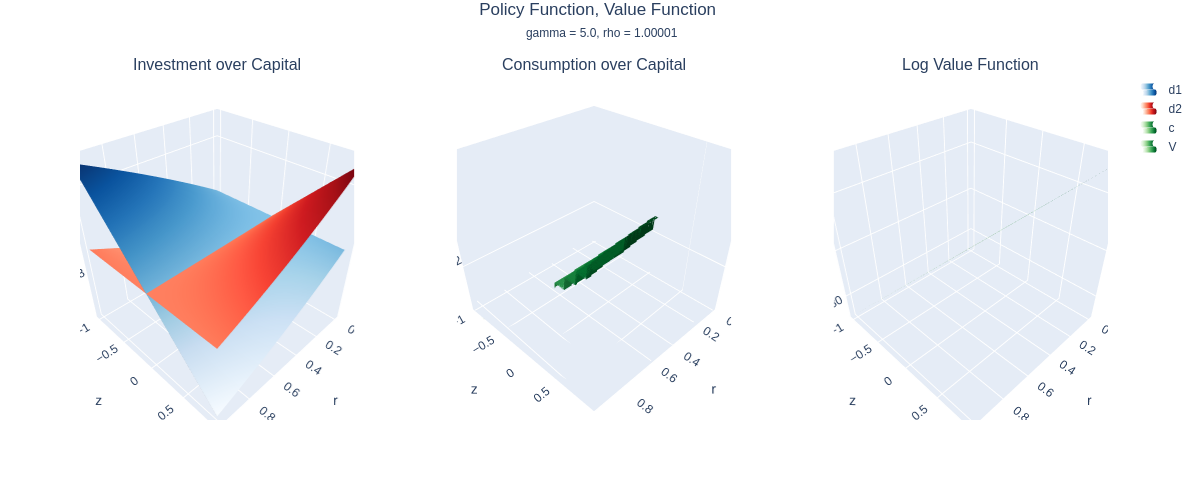 Policy Function, Value Function
gamma = 5.0, rho = 1.00001
Investment over Capital
Consumption over Capital
Log Value Function
d1
d2
c
V
−1
−0.5
0
0.5
z
0.2
0.4
0.6
0.8
r
−0.5
0
0.5
z
0.2
0.4
0.6
0.8
r
−1
−0.5
0
0.5
z
0.2
0.4
0.6
0.8
r